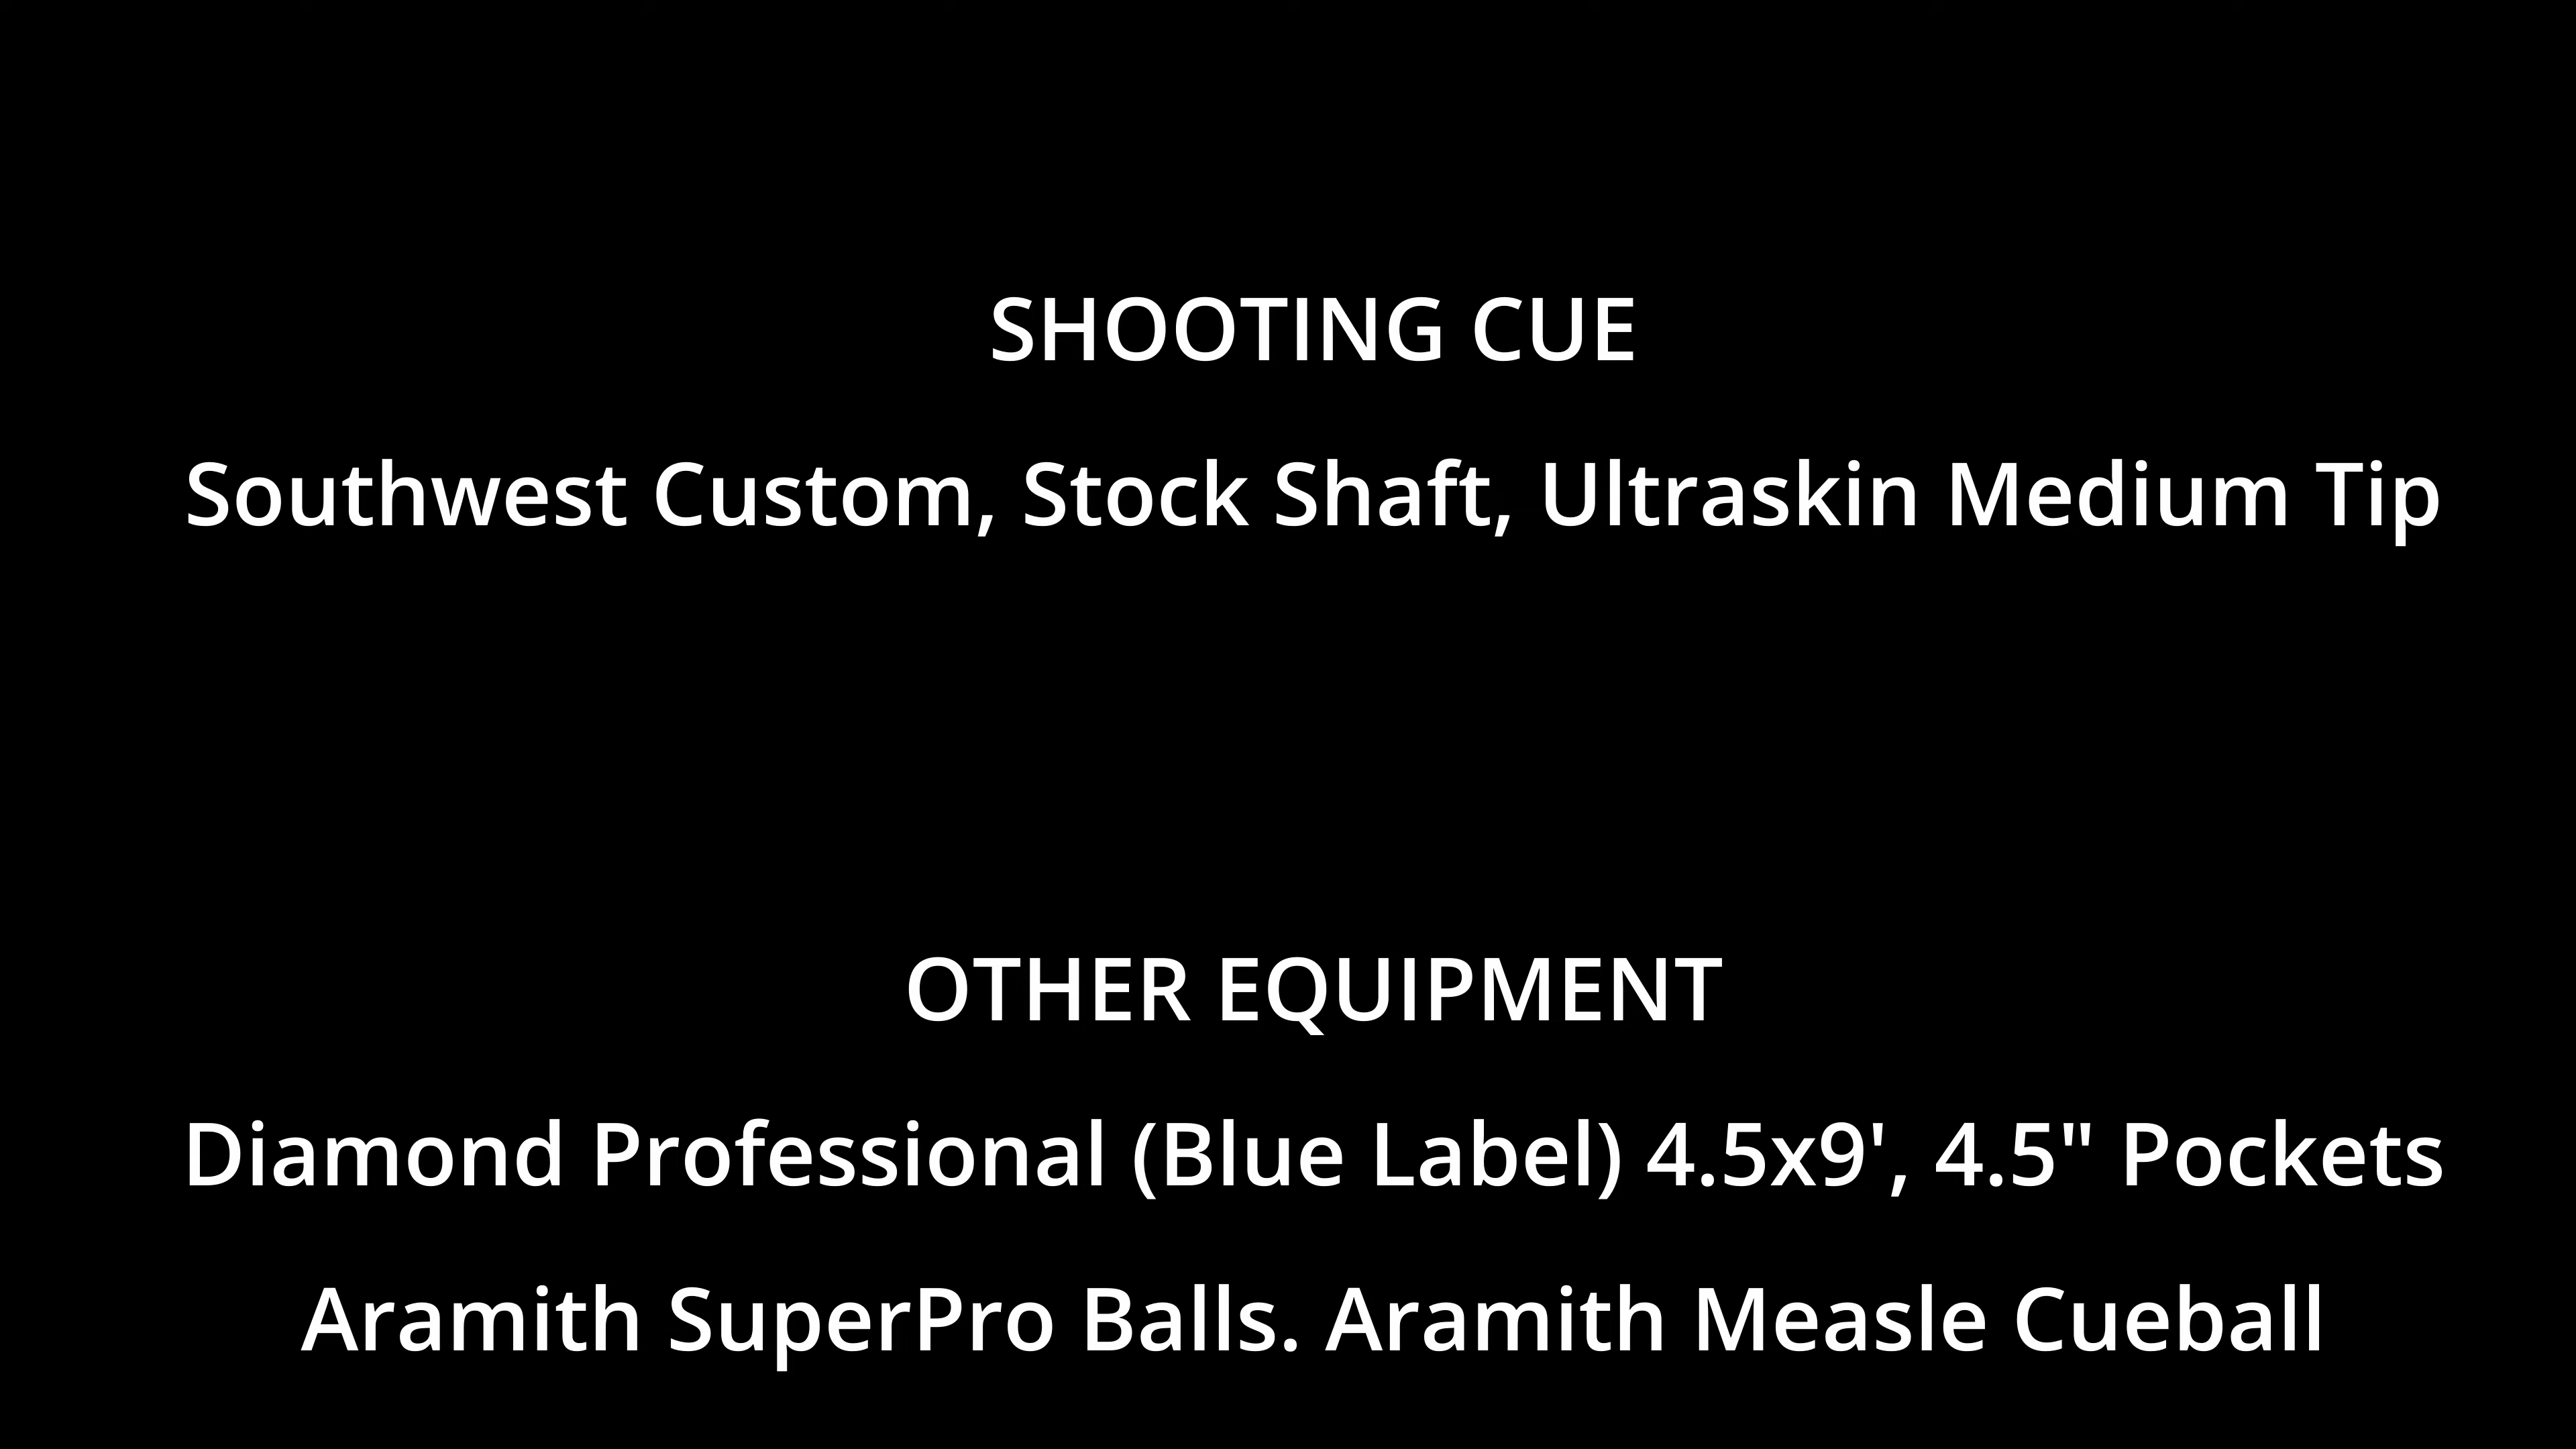 SHOOTING CUE
Southwest Custom, Stock Shaft, Ultraskin Medium Tip
OTHER EQUIPMENT
Diamond Professional (Blue Label) 4.5x9', 4.5" Pockets
Aramith SuperPro Balls. Aramith Measle Cueball